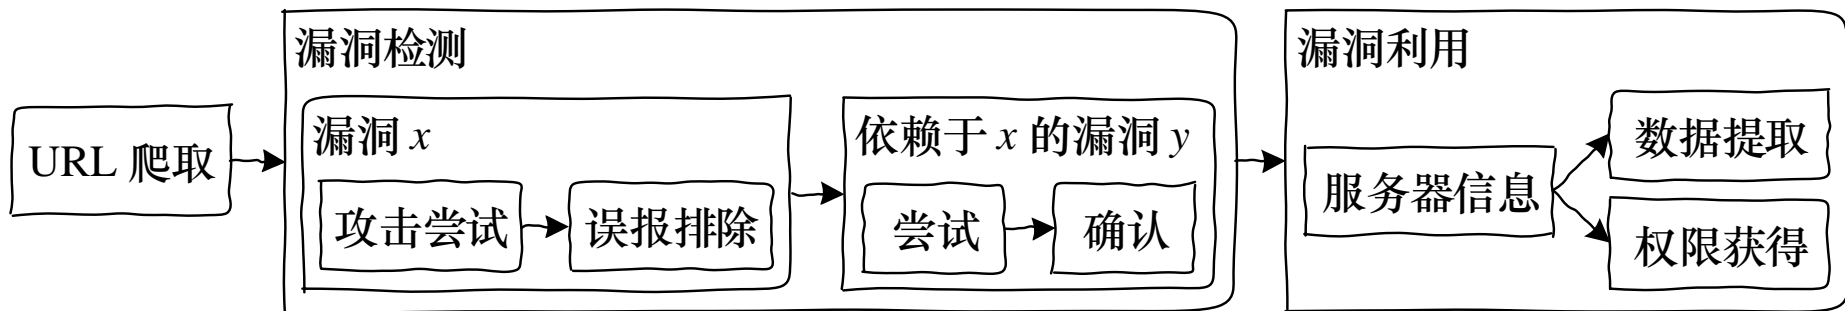 URL 爬取
漏洞检测
漏洞 x
攻击尝试
误报排除
依赖于 x 的漏洞 y
尝试
确认
漏洞利用
服务器信息
数据提取
权限获得